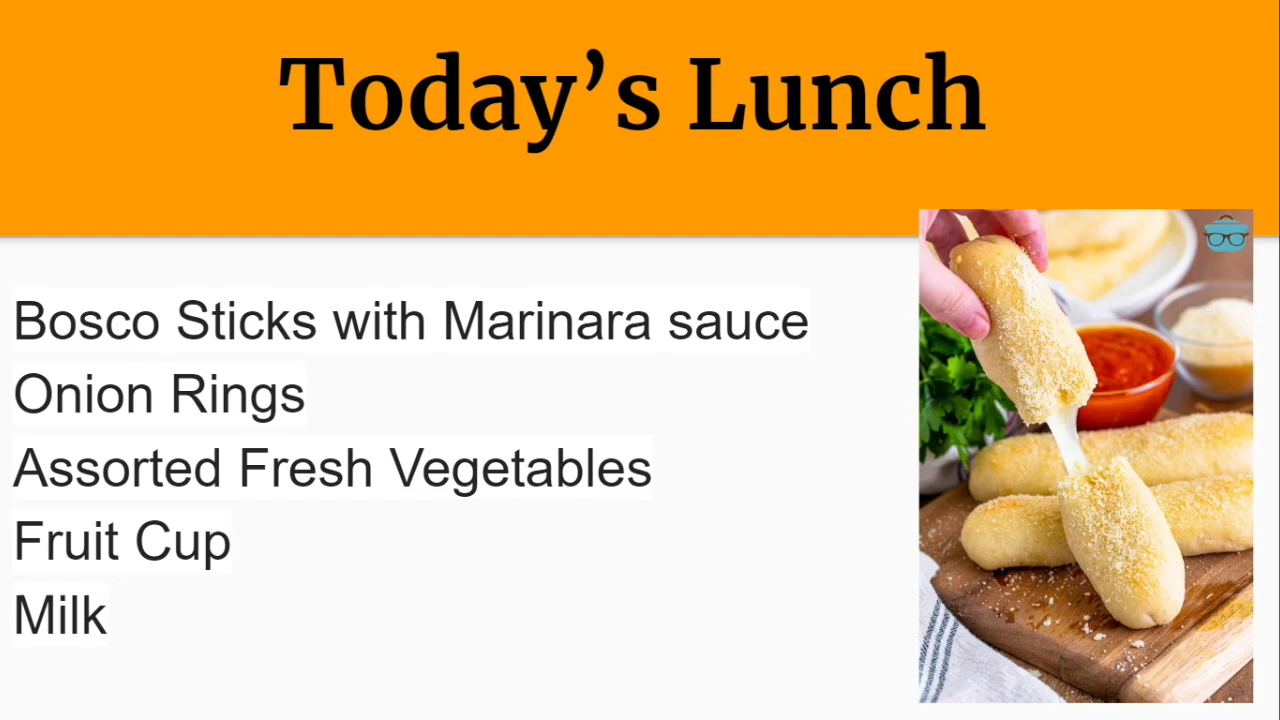 Today’s Lunch
Bosco Sticks with Marinara sauce
Onion Rings
Assorted Fresh Vegetables
Fruit Cup
Milk